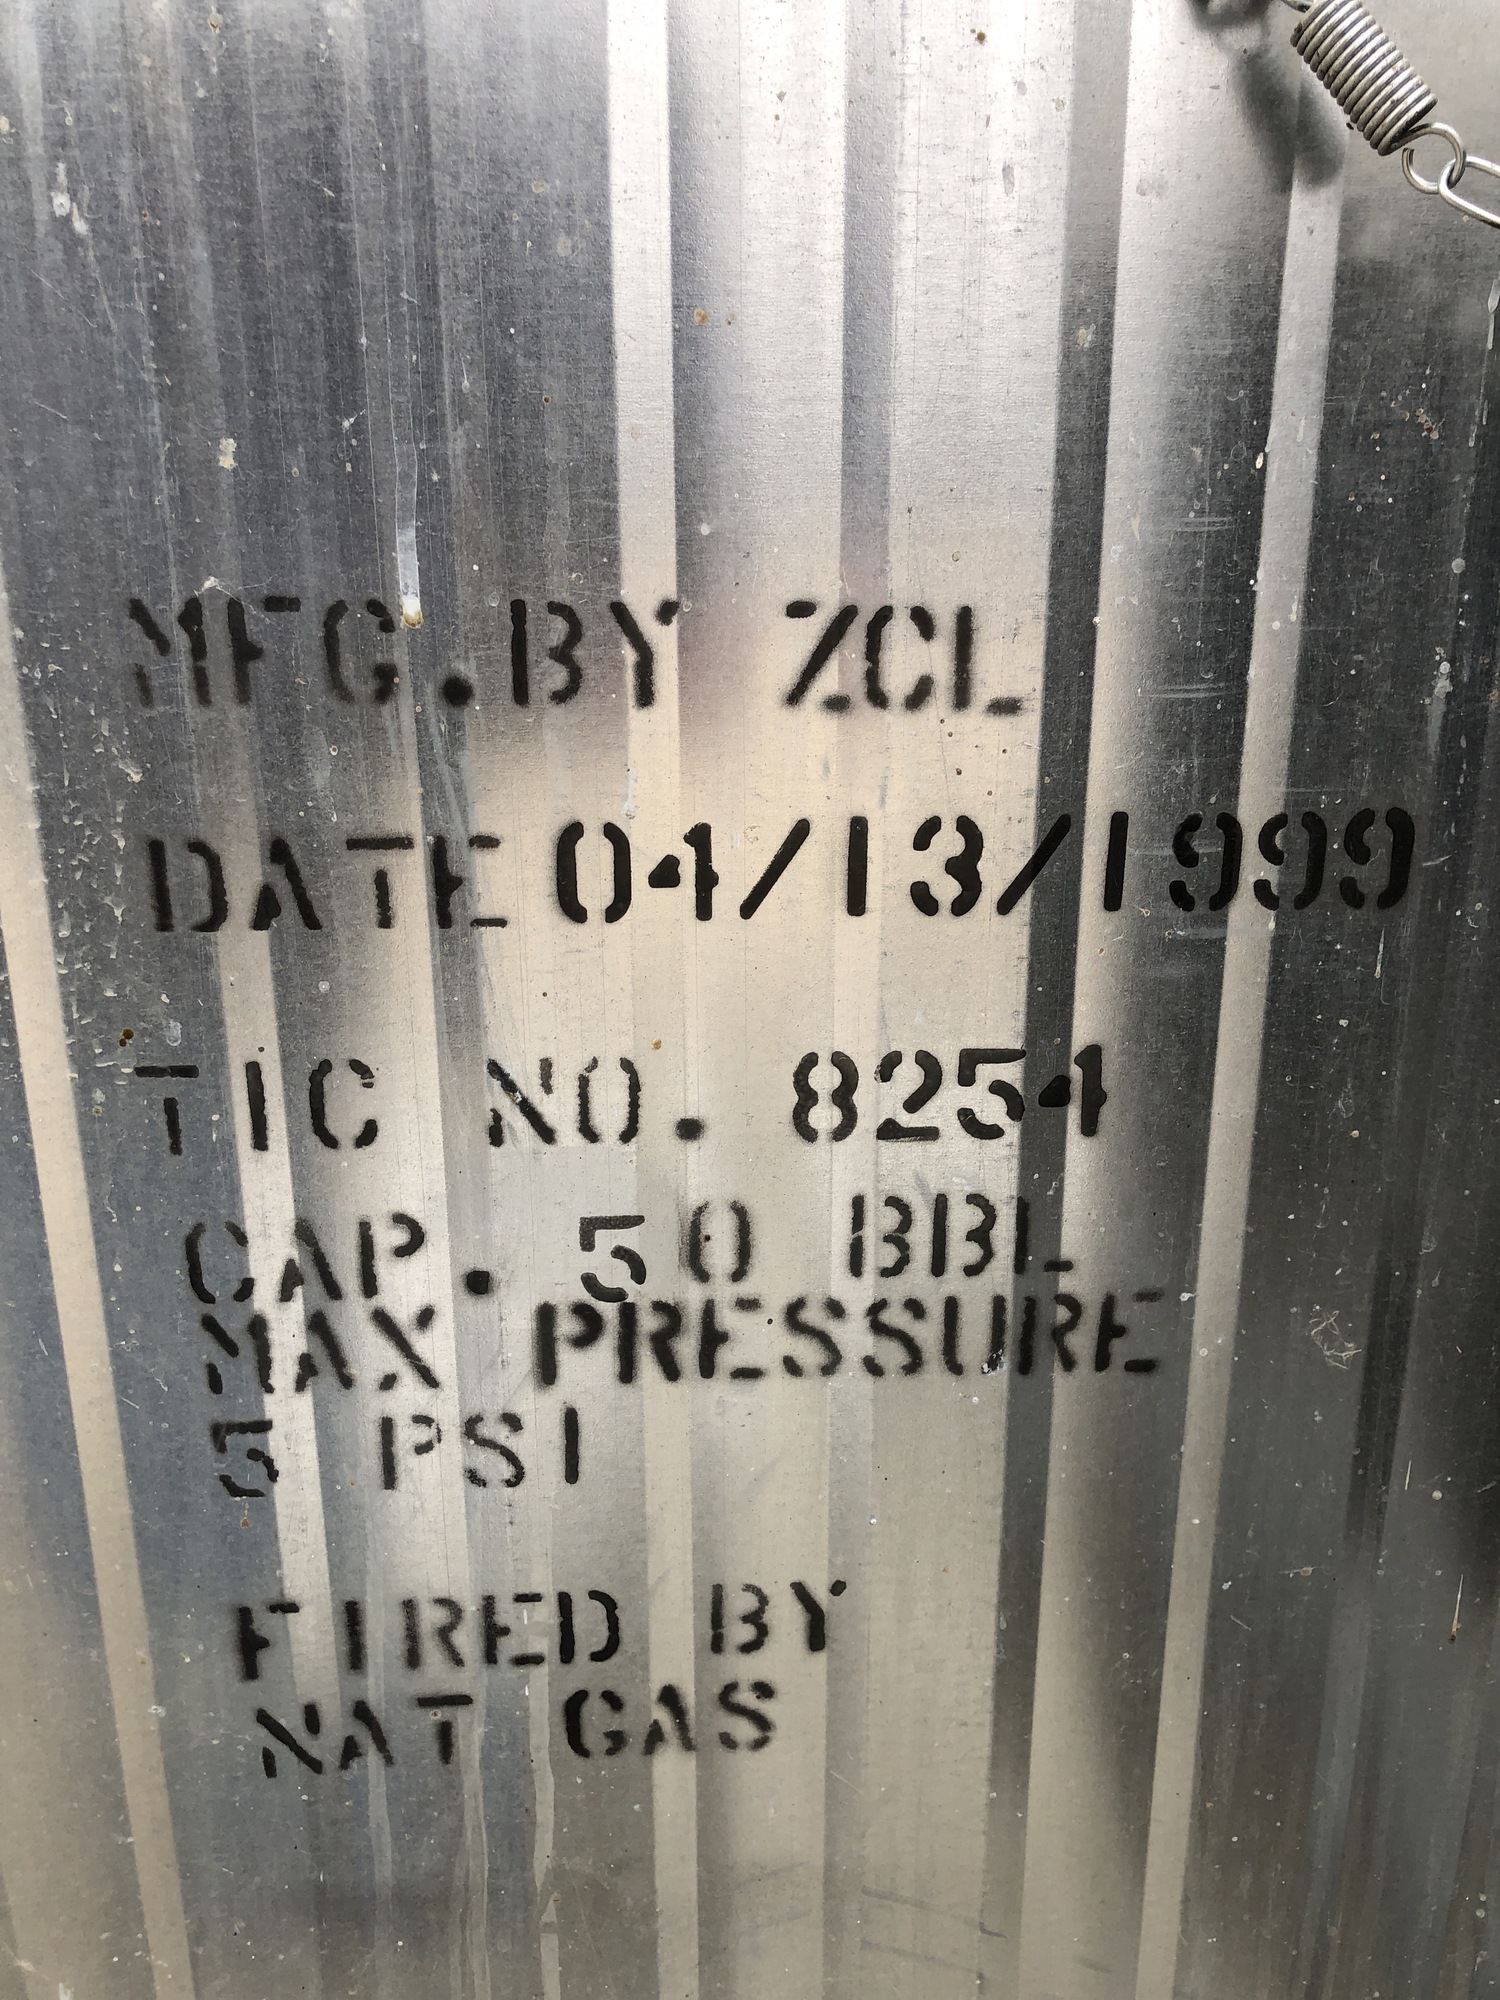 MFG.BY ZCL
DATE 04/13/1999
TIC NO. 8254
CAP. 50 BBL
MAX PRESSURE
5 PSI
FIRED BY
NAT GAS